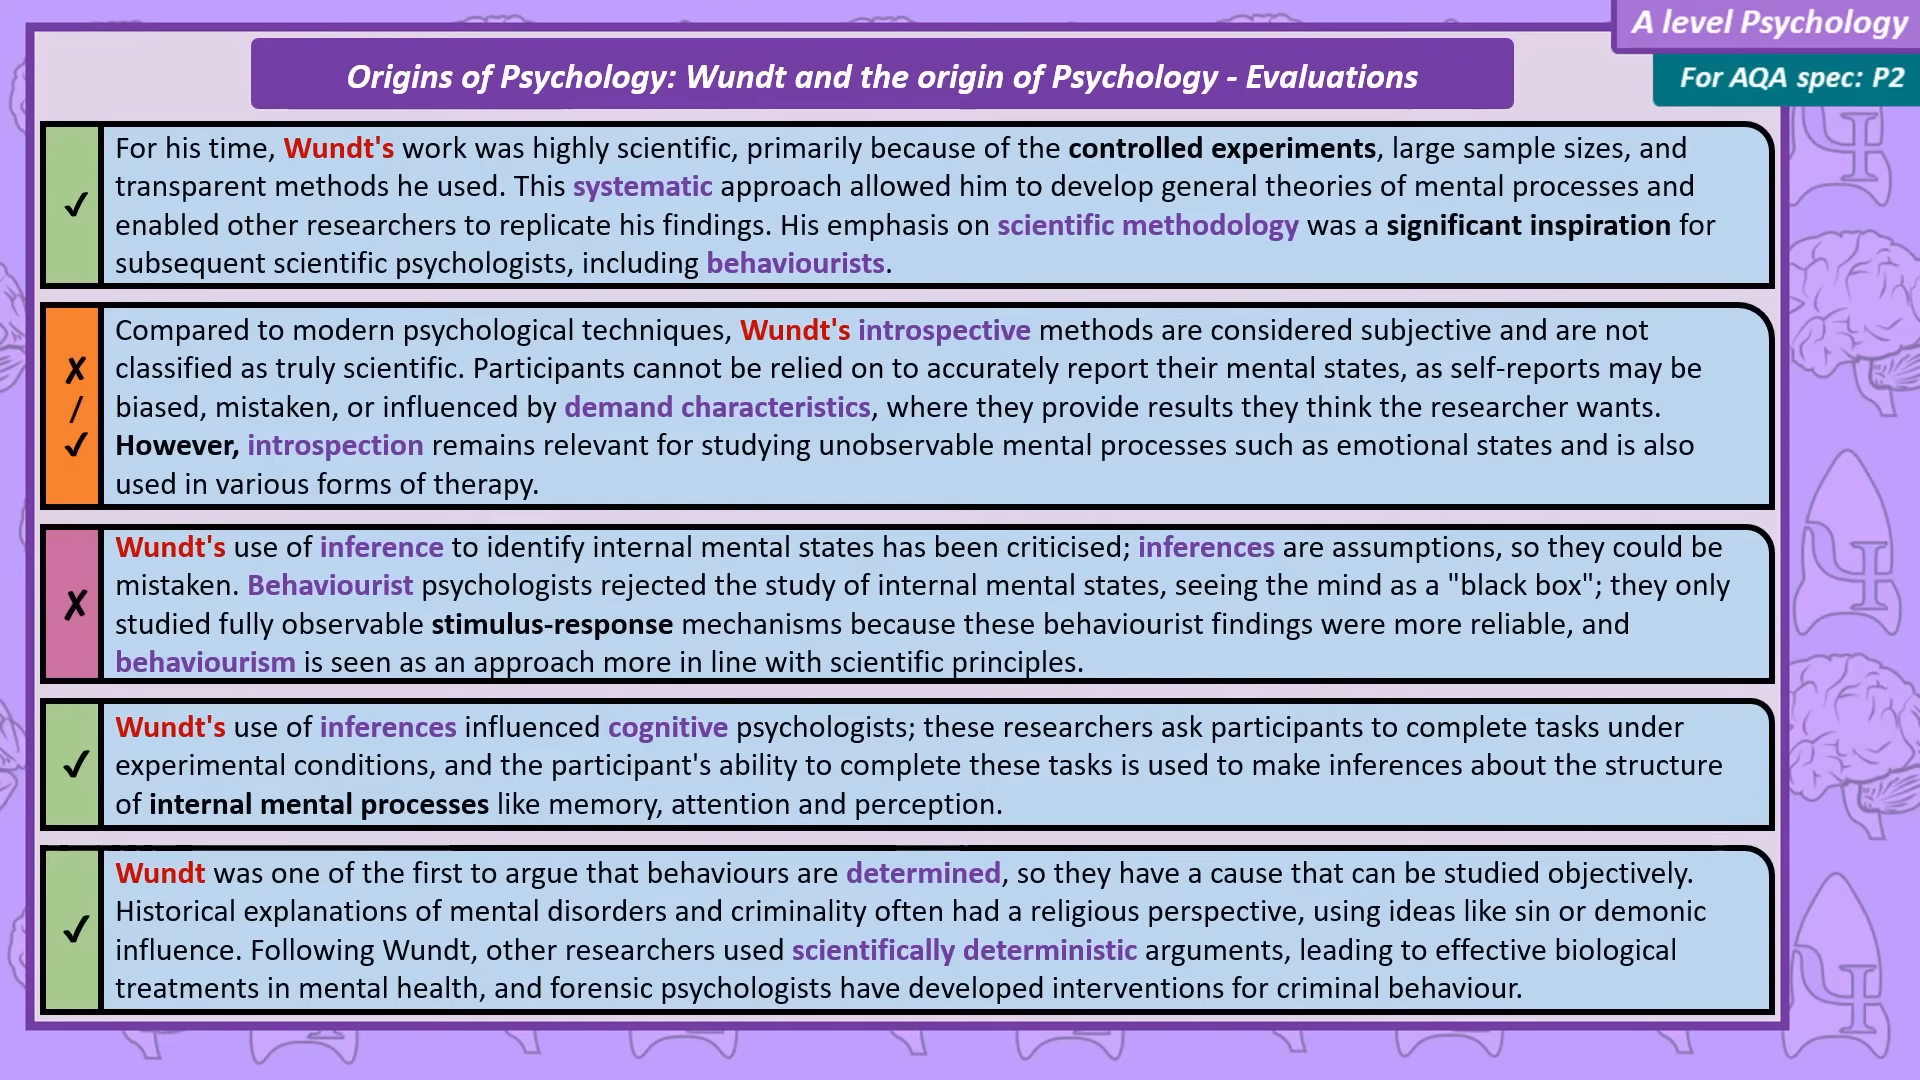 A level Psychology
For AQA spec: P2
Origins of Psychology: Wundt and the origin of Psychology - Evaluations
✓
For his time, Wundt's work was highly scientific, primarily because of the controlled experiments, large sample sizes, and
transparent methods he used. This systematic approach allowed him to develop general theories of mental processes and
enabled other researchers to replicate his findings. His emphasis on scientific methodology was a significant inspiration for
subsequent scientific psychologists, including behaviourists.
✗
/
✓
Compared to modern psychological techniques, Wundt's introspective methods are considered subjective and are not
classified as truly scientific. Participants cannot be relied on to accurately report their mental states, as self-reports may be
biased, mistaken, or influenced by demand characteristics, where they provide results they think the researcher wants.
However, introspection remains relevant for studying unobservable mental processes such as emotional states and is also
used in various forms of therapy.
✗
Wundt's use of inference to identify internal mental states has been criticised; inferences are assumptions, so they could be
mistaken. Behaviourist psychologists rejected the study of internal mental states, seeing the mind as a "black box"; they only
studied fully observable stimulus-response mechanisms because these behaviourist findings were more reliable, and
behaviourism is seen as an approach more in line with scientific principles.
✓
Wundt's use of inferences influenced cognitive psychologists; these researchers ask participants to complete tasks under
experimental conditions, and the participant's ability to complete these tasks is used to make inferences about the structure
of internal mental processes like memory, attention and perception.
✓
Wundt was one of the first to argue that behaviours are determined, so they have a cause that can be studied objectively.
Historical explanations of mental disorders and criminality often had a religious perspective, using ideas like sin or demonic
influence. Following Wundt, other researchers used scientifically deterministic arguments, leading to effective biological
treatments in mental health, and forensic psychologists have developed interventions for criminal behaviour.